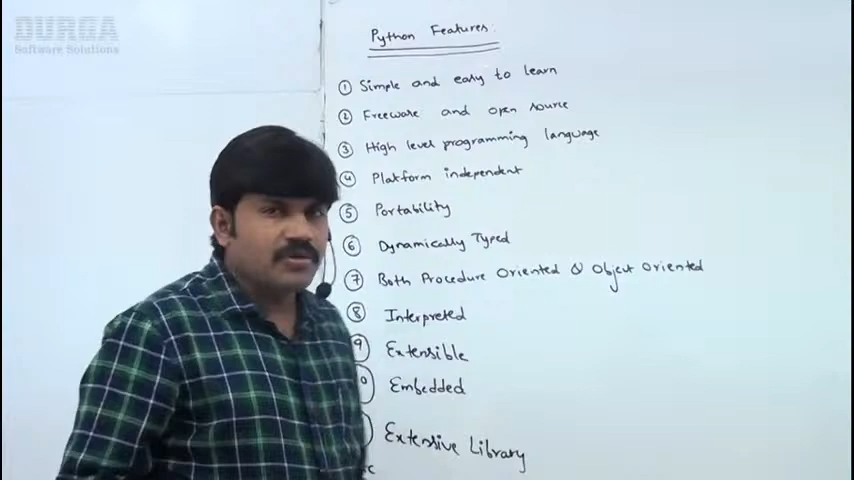 DURGA
Software Solutions
Python Features:
① Simple and easy to learn
② Freeware and open source
③ High level programming language
④ Platform independent
⑤ Portability
⑥ Dynamically Typed
⑦ Both Procedure Oriented & Object Oriented
⑧ Interpreted
9 Extensible
0 Embedded
Extensive Library